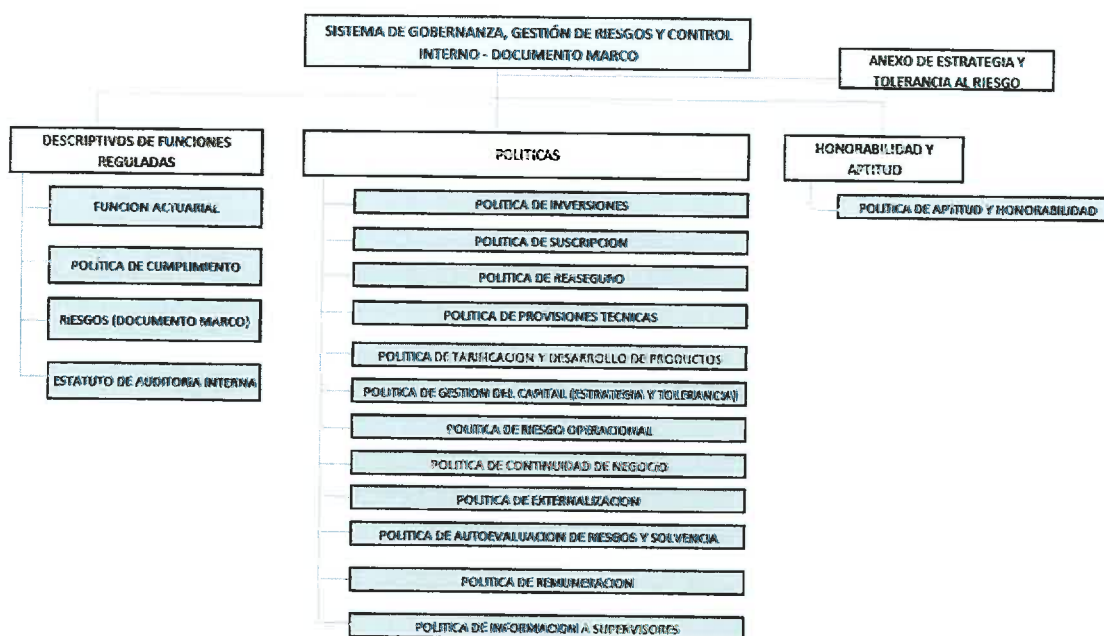 SISTEMA DE GOBERNANZA, GESTIÓN DE RIESGOS Y CONTROL
INTERNO - DOCUMENTO MARCO
ANEXO DE ESTRATEGIA Y
TOLERANCIA AL RIESGO
DESCRIPTIVOS DE FUNCIONES
REGULADAS
FUNCION ACTUARIAL
POLÍTICA DE CUMPLIMIENTO
RIESGOS (DOCUMENTO MARCO)
ESTATUTO DE AUDITORIA INTERNA
POLITICAS
POLITICA DE INVERSIONES
POLITICA DE SUSCRIPCION
POLITICA DE REASEGURO
POLITICA DE PROVISIONES TECNICAS
POLITICA DE TARIFICACION Y DESARROLLO DE PRODUCTOS
POLITICA DE GESTION DEL CAPITAL (ESTRATEGIA Y TOLERANCIA)
POLITICA DE RIESGO OPERACIONAL
POLITICA DE CONTINUIDAD DE NEGOCIO
POLITICA DE EXTERNALIZACION
POLITICA DE AUTOEVALUACION DE RIESGOS Y SOLVENCIA
POLITICA DE REMUNERACION
POLITICA DE INFORMACION A SUPERVISORES
HONORABILIDAD Y
APTITUD
POLITICA DE APTITUD Y HONORABILIDAD